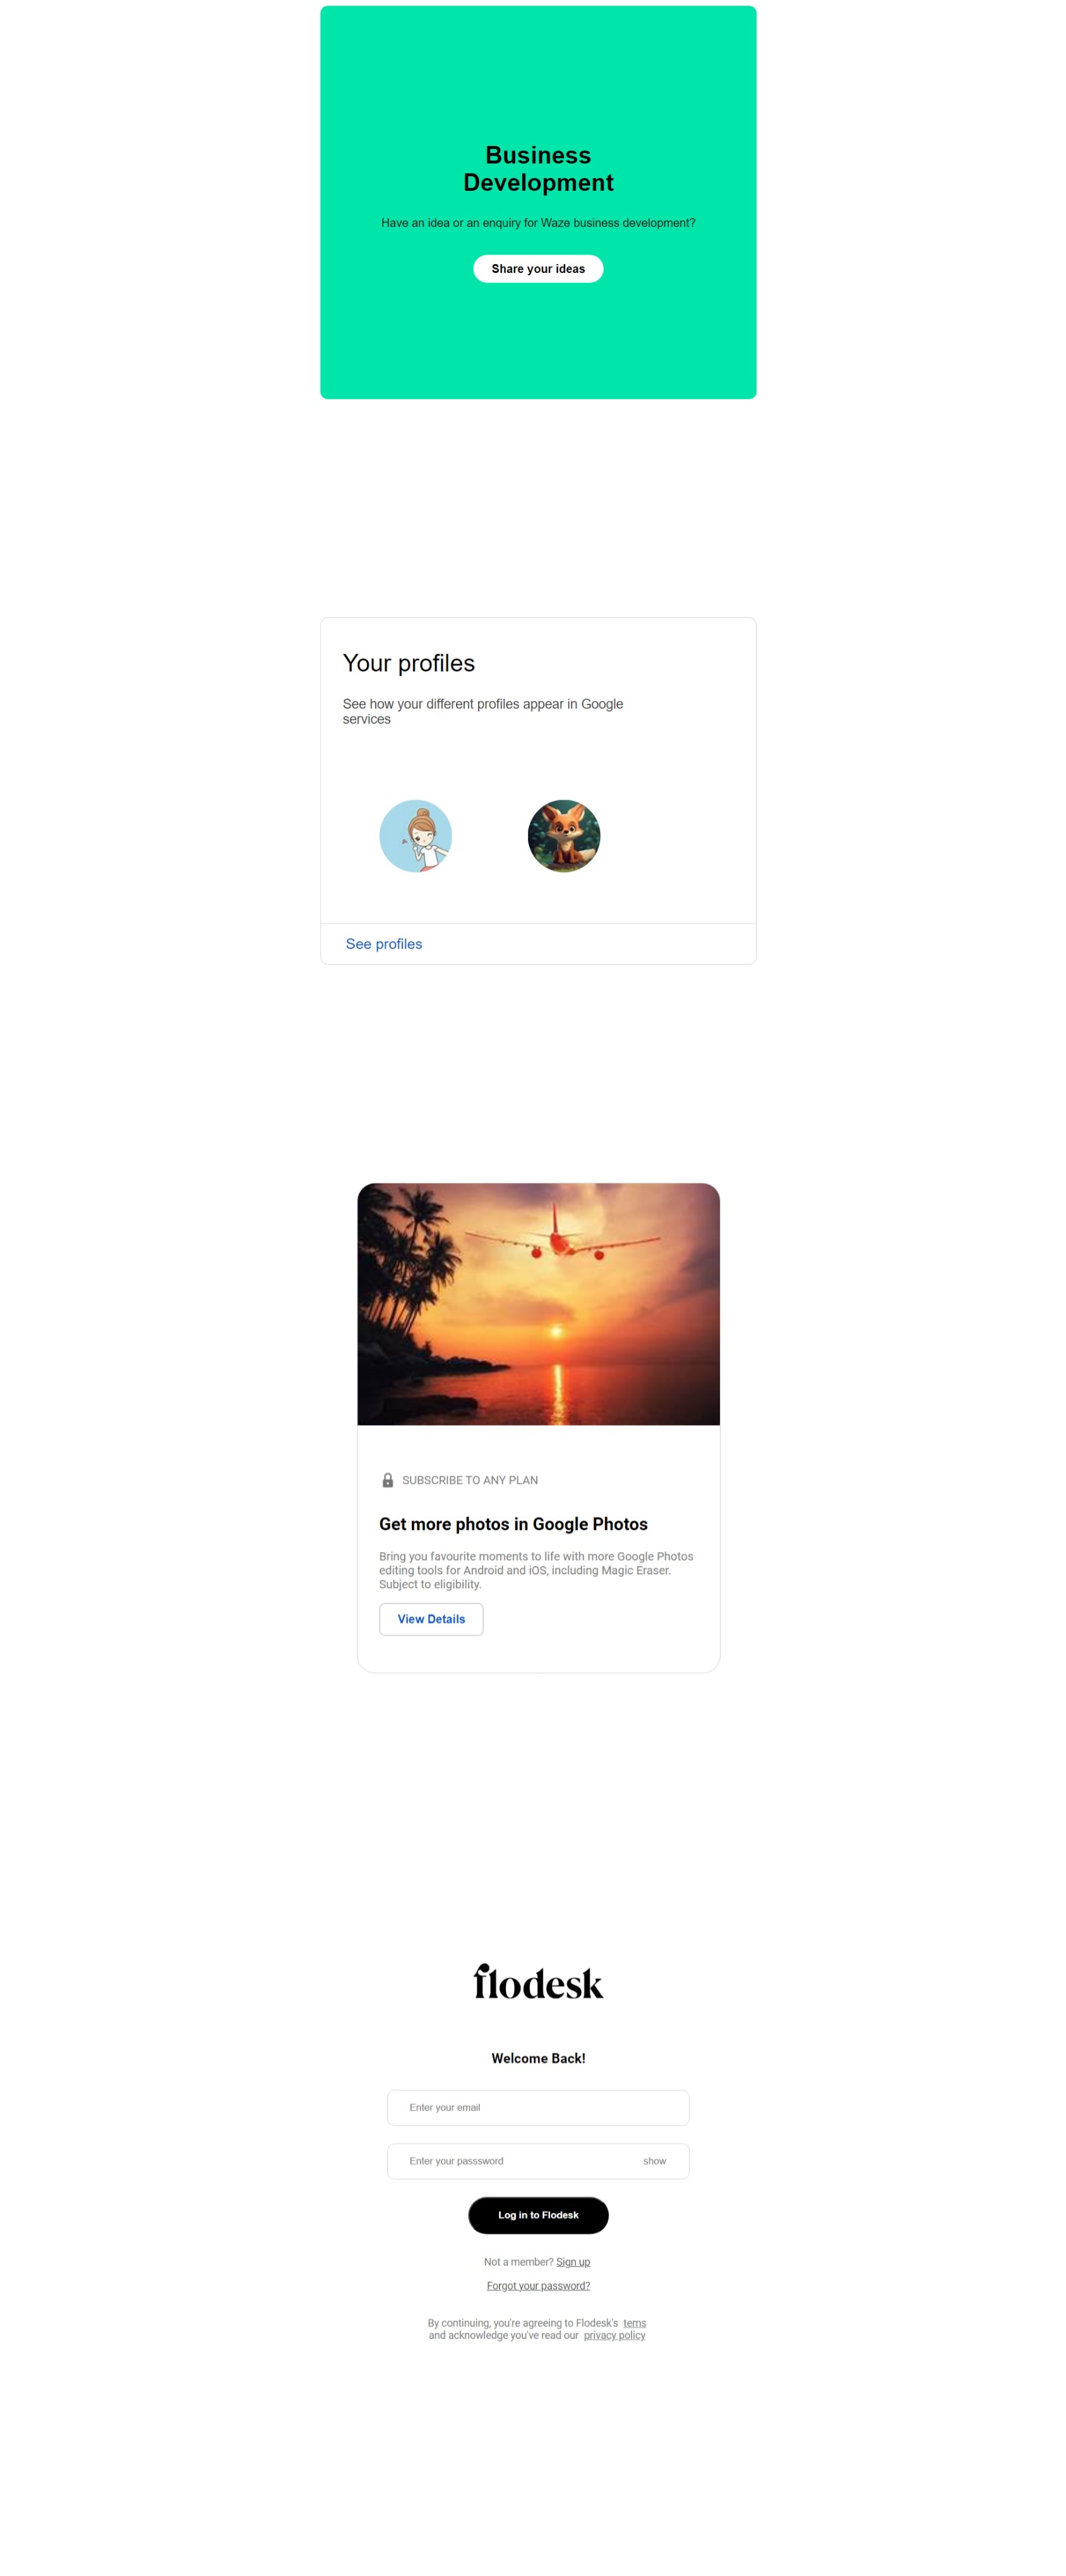 Business
Development
Have an idea or an enquiry for Waze business development?
Share your ideas
Your profiles
See how your different profiles appear in Google
services
See profiles
SUBSCRIBE TO ANY PLAN
Get more photos in Google Photos
Bring you favourite moments to life with more Google Photos
editing tools for Android and iOS, including Magic Eraser.
Subject to eligibility.
View Details
flodesk
Welcome Back!
Enter your email
Enter your passsword show
Log in to Flodesk
Not a member? Sign up
Forgot your password?
By continuing, you're agreeing to Flodesk's tems
and acknowledge you've read our privacy policy